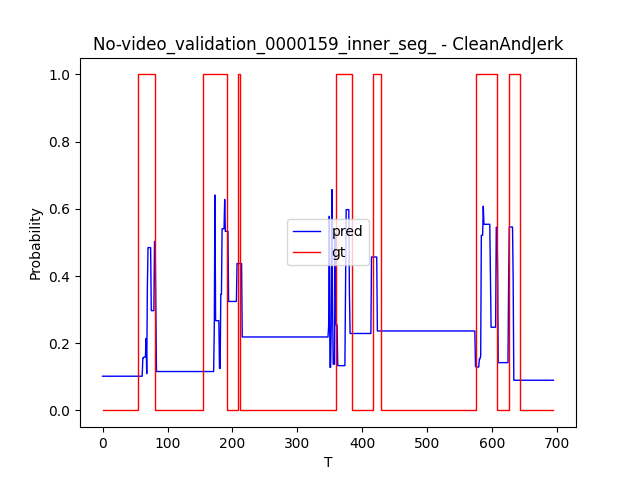 No-video_validation_0000159_inner_seg_ - CleanAndJerk
1.0
0.8
0.6
0.4
0.2
0.0
Probability
pred
gt
0 100 200 300 400 500 600 700
T